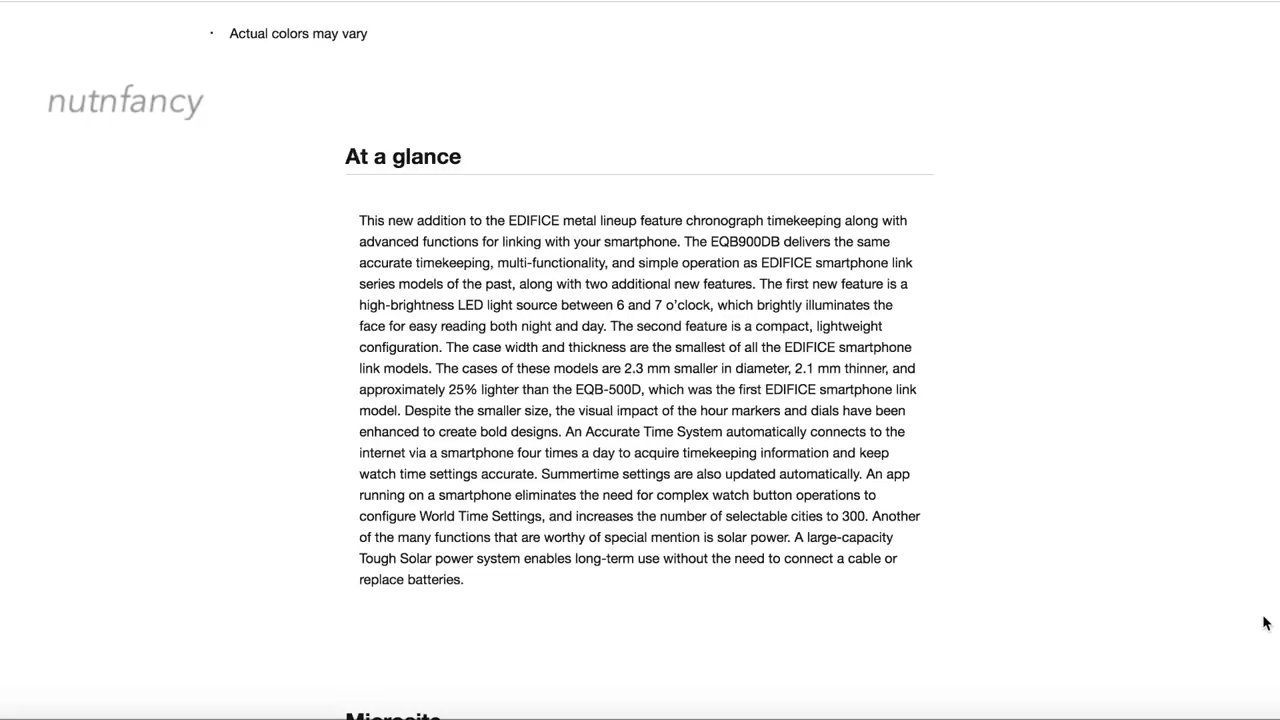 · Actual colors may vary
nutnfancy
At a glance
This new addition to the EDIFICE metal lineup feature chronograph timekeeping along with
advanced functions for linking with your smartphone. The EQB900DB delivers the same
accurate timekeeping, multi-functionality, and simple operation as EDIFICE smartphone link
series models of the past, along with two additional new features. The first new feature is a
high-brightness LED light source between 6 and 7 o’clock, which brightly illuminates the
face for easy reading both night and day. The second feature is a compact, lightweight
configuration. The case width and thickness are the smallest of all the EDIFICE smartphone
link models. The cases of these models are 2.3 mm smaller in diameter, 2.1 mm thinner, and
approximately 25% lighter than the EQB-500D, which was the first EDIFICE smartphone link
model. Despite the smaller size, the visual impact of the hour markers and dials have been
enhanced to create bold designs. An Accurate Time System automatically connects to the
internet via a smartphone four times a day to acquire timekeeping information and keep
watch time settings accurate. Summertime settings are also updated automatically. An app
running on a smartphone eliminates the need for complex watch button operations to
configure World Time Settings, and increases the number of selectable cities to 300. Another
of the many functions that are worthy of special mention is solar power. A large-capacity
Tough Solar power system enables long-term use without the need to connect a cable or
replace batteries.
Microsite